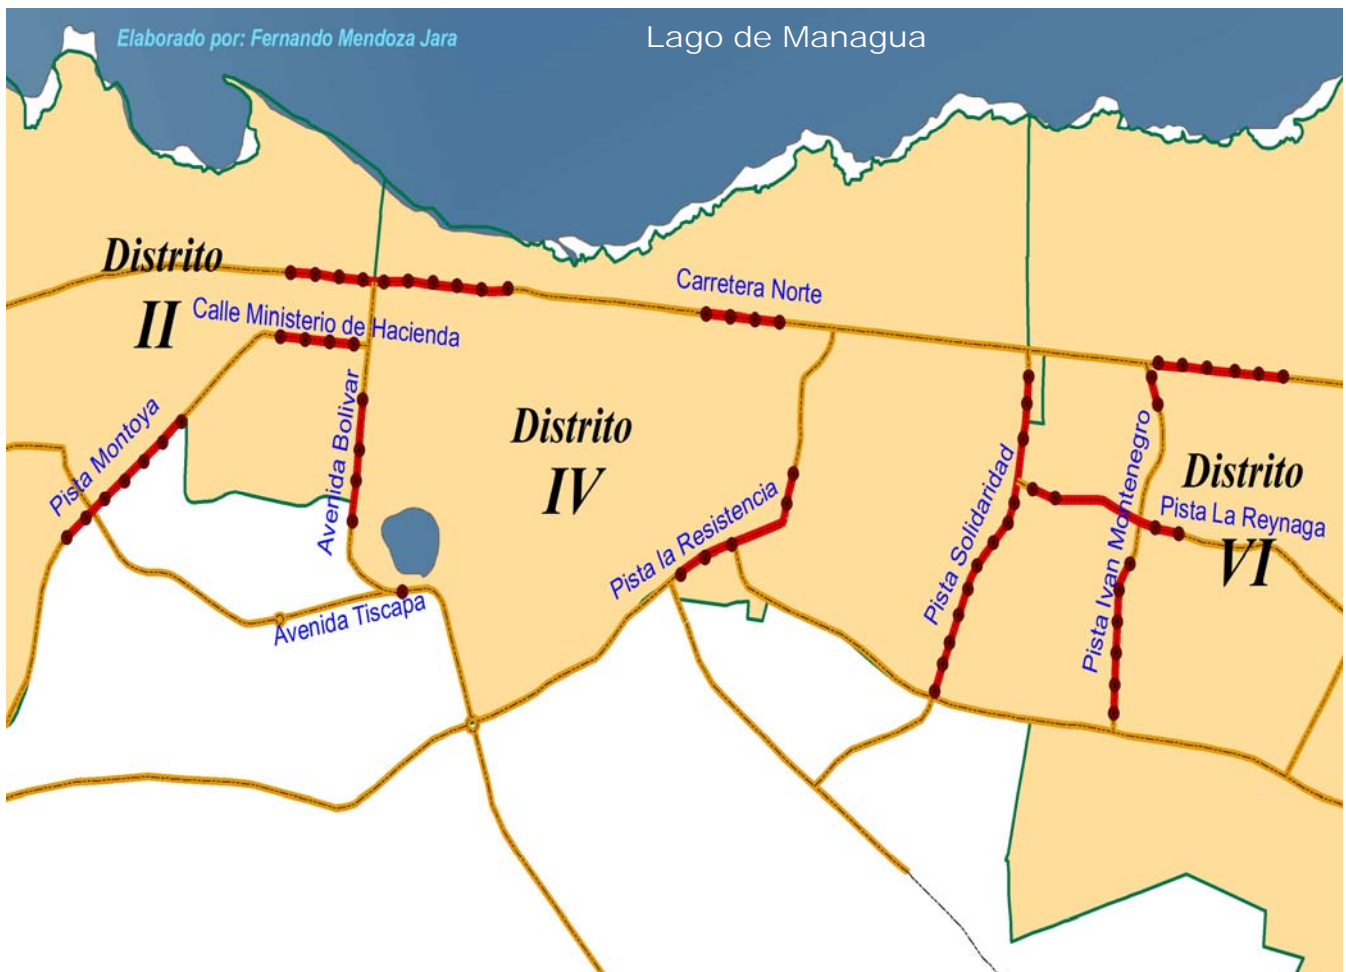 Elaborado por: Fernando Mendoza Jara
Lago de Managua
Distrito
II
Calle Ministerio de Hacienda
Carretera Norte
Pista Montoya
Avenida Bolivar
Distrito
IV
Pista la Resistencia
Avenida Tiscapa
Pista Solidaridad
Pista Ivan Montenegro
Distrito
VI
Pista La Reynaga